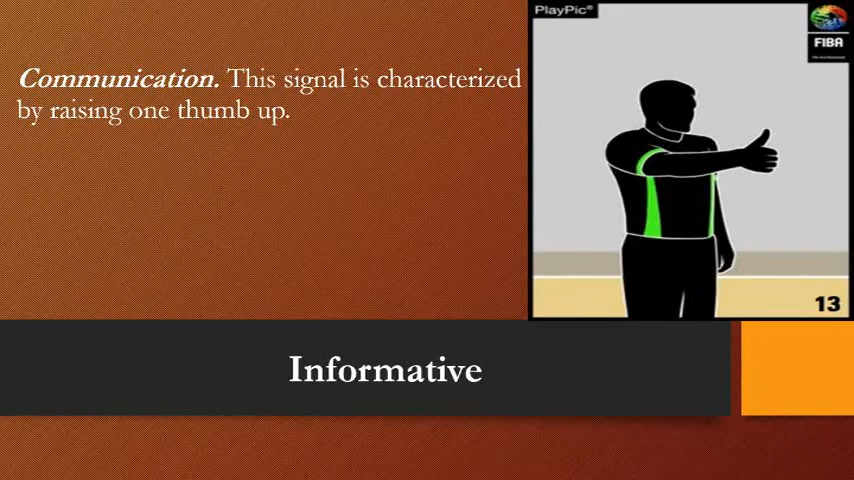 Communication. This signal is characterized
by raising one thumb up.
PlayPic®
FIBA
13
Informative